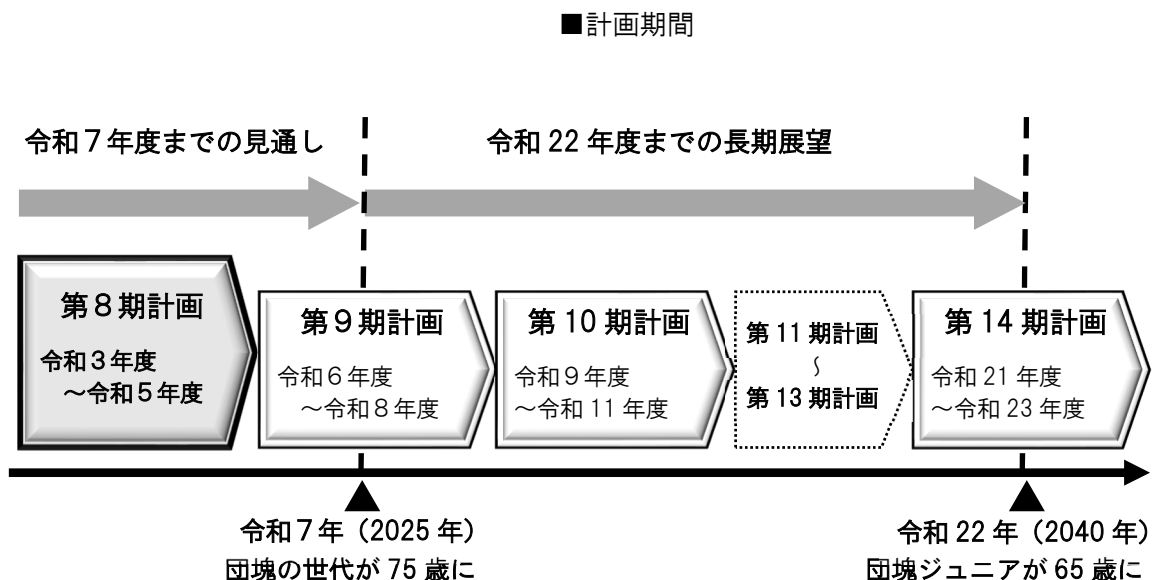 ■計画期間
令和７年度までの見通し
令和 22 年度までの長期展望
第８期計画
令和３年度
～令和５年度
第９期計画
令和６年度
～令和８年度
第 10 期計画
令和９年度
～令和 11 年度
第 11 期計画
～
第 13 期計画
第 14 期計画
令和 21 年度
～令和 23 年度
令和７年（2025 年）
団塊の世代が 75 歳に
令和 22 年（2040 年）
団塊ジュニアが 65 歳に